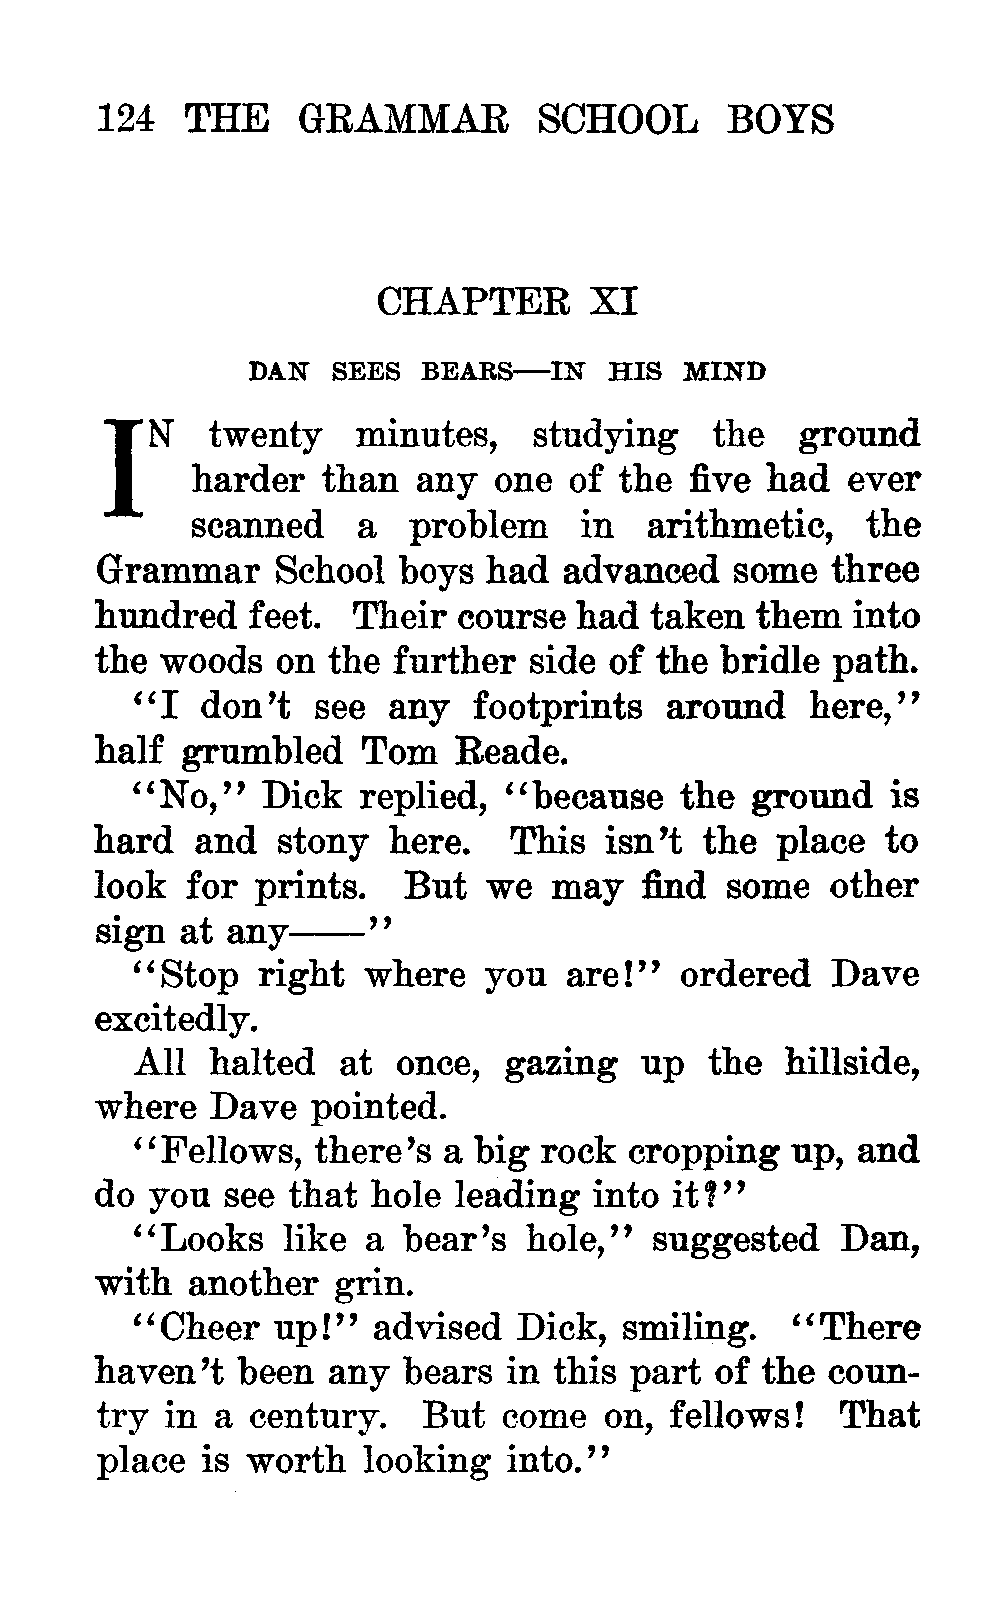 124 THE GRAMMAR SCHOOL BOYS
CHAPTER XI
DAN SEES BEARS—IN HIS MIND
IN twenty minutes, studying the ground
harder than any one of the five had ever
scanned a problem in arithmetic, the
Grammar School boys had advanced some three
hundred feet. Their course had taken them into
the woods on the further side of the bridle path.
“I don’t see any footprints around here,”
half grumbled Tom Reade.
“No,” Dick replied, “because the ground is
hard and stony here. This isn’t the place to
look for prints. But we may find some other
sign at any——”
“Stop right where you are!” ordered Dave
excitedly.
All halted at once, gazing up the hillside,
where Dave pointed.
“Fellows, there’s a big rock cropping up, and
do you see that hole leading into it?”
“Looks like a bear’s hole,” suggested Dan,
with another grin.
“Cheer up!” advised Dick, smiling. “There
haven’t been any bears in this part of the coun-
try in a century. But come on, fellows! That
place is worth looking into.”